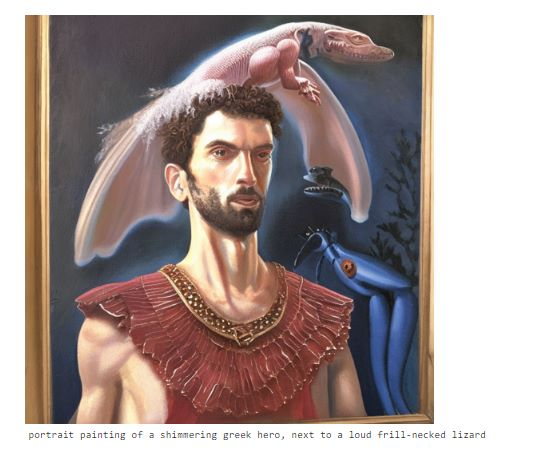 portrait painting of a shimmering greek hero, next to a loud frill-necked lizard